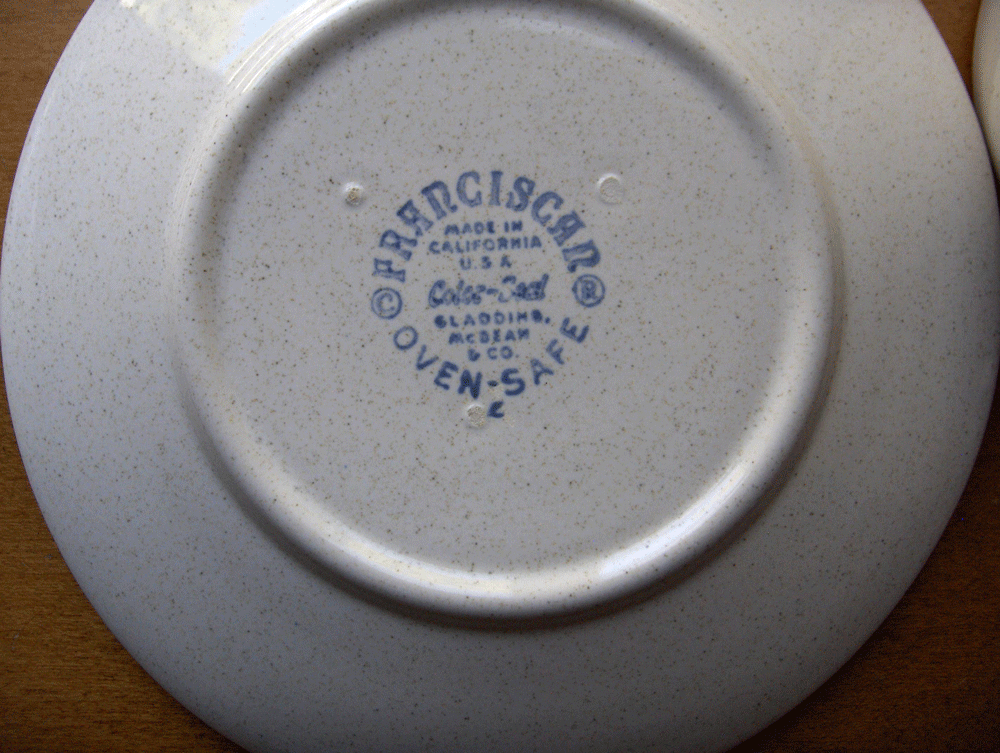 FRANCISCAN
MADE IN
CALIFORNIA
U.S.A
Color-Seal
GLADDING,
McBEAN
& CO.
© ®
OVEN-SAFE